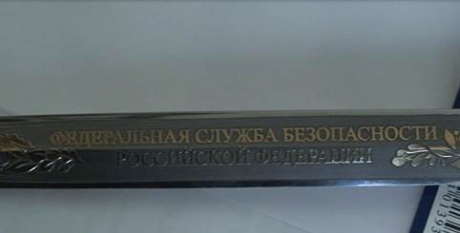 ФЕДЕРАЛЬНАЯ СЛУЖБА БЕЗОПАСНОСТИ
РОССИЙСКОЙ ФЕДЕРАЦИИ